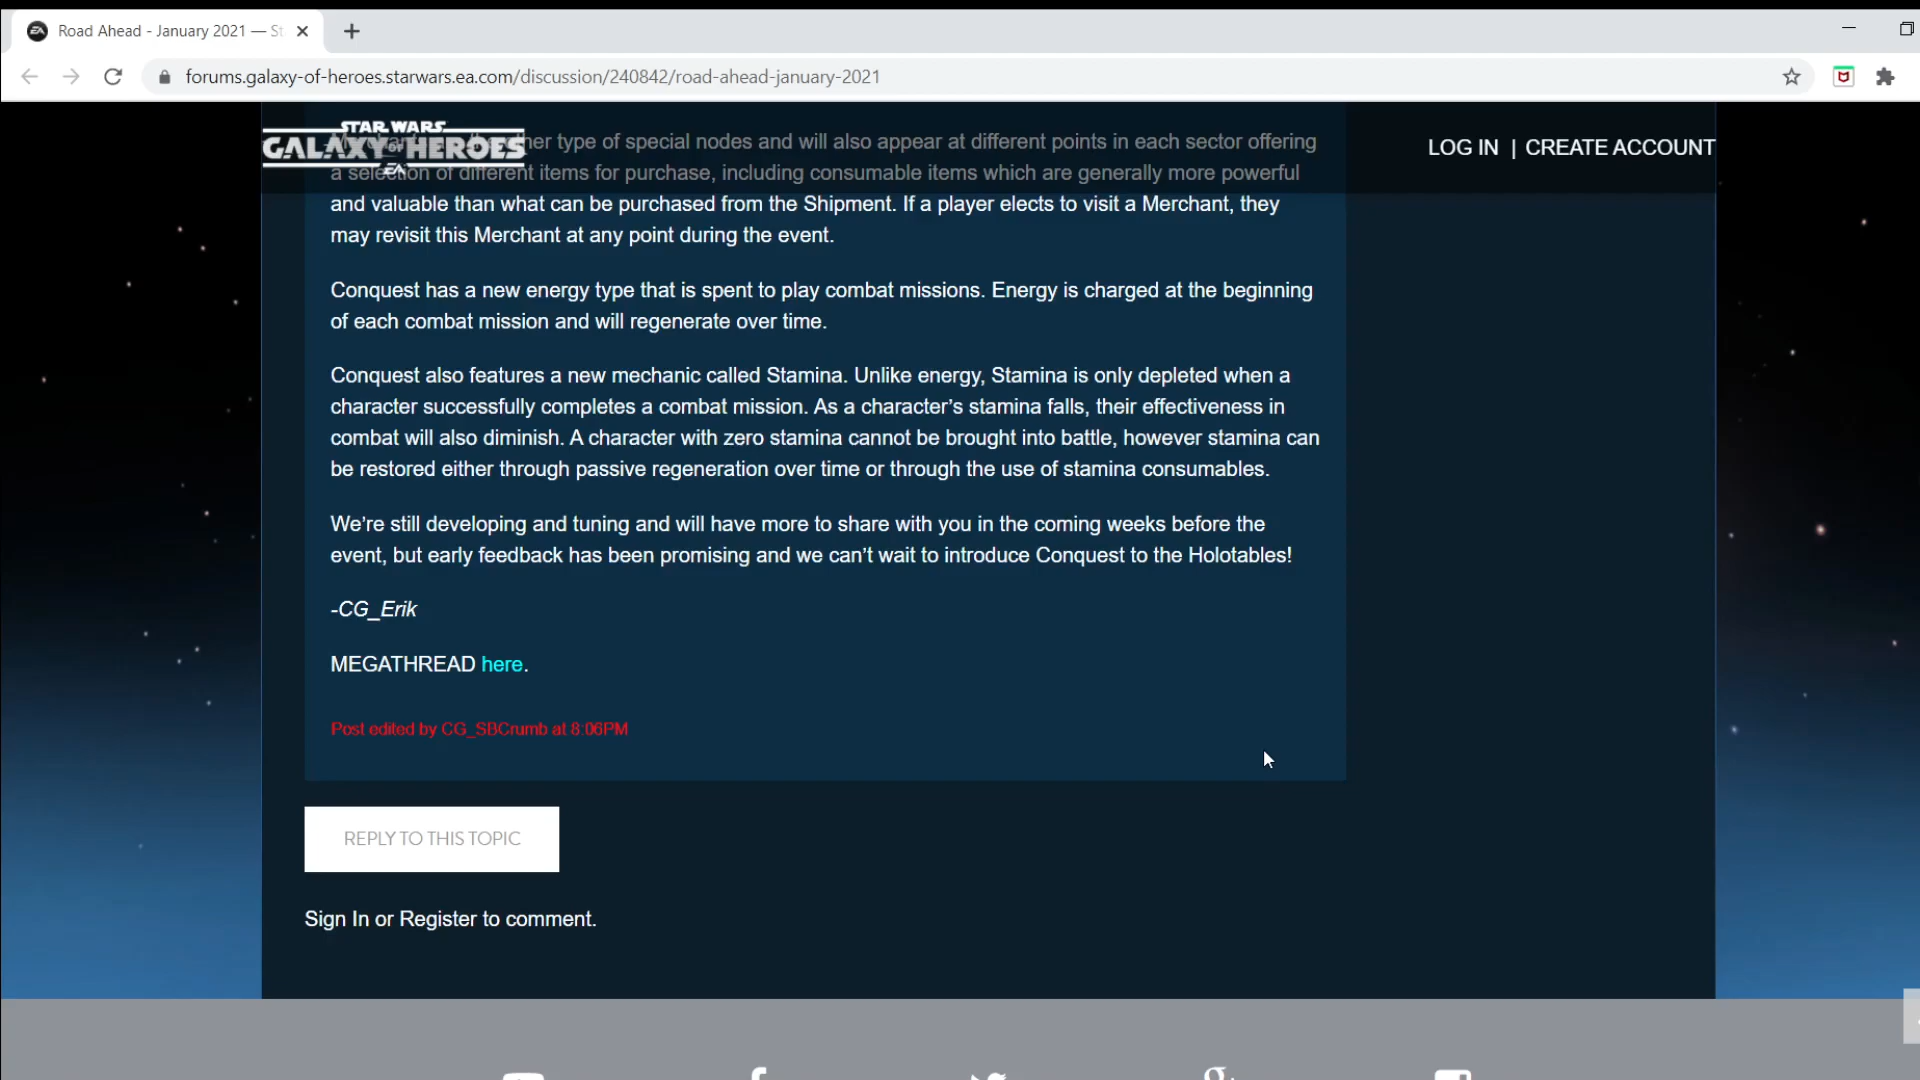 Road Ahead - January 2021 — St
forums.galaxy-of-heroes.starwars.ea.com/discussion/240842/road-ahead-january-2021
STAR WARS
GALAXY OF HEROES
EA
LOG IN | CREATE ACCOUNT
type of special nodes and will also appear at different points in each sector offering
a selection of different items for purchase, including consumable items which are generally more powerful
and valuable than what can be purchased from the Shipment. If a player elects to visit a Merchant, they
may revisit this Merchant at any point during the event.
Conquest has a new energy type that is spent to play combat missions. Energy is charged at the beginning
of each combat mission and will regenerate over time.
Conquest also features a new mechanic called Stamina. Unlike energy, Stamina is only depleted when a
character successfully completes a combat mission. As a character’s stamina falls, their effectiveness in
combat will also diminish. A character with zero stamina cannot be brought into battle, however stamina can
be restored either through passive regeneration over time or through the use of stamina consumables.
We’re still developing and tuning and will have more to share with you in the coming weeks before the
event, but early feedback has been promising and we can’t wait to introduce Conquest to the Holotables!
-CG_Erik
MEGATHREAD here.
Post edited by CG_SBCrumb at 8:06PM
REPLY TO THIS TOPIC
Sign In or Register to comment.